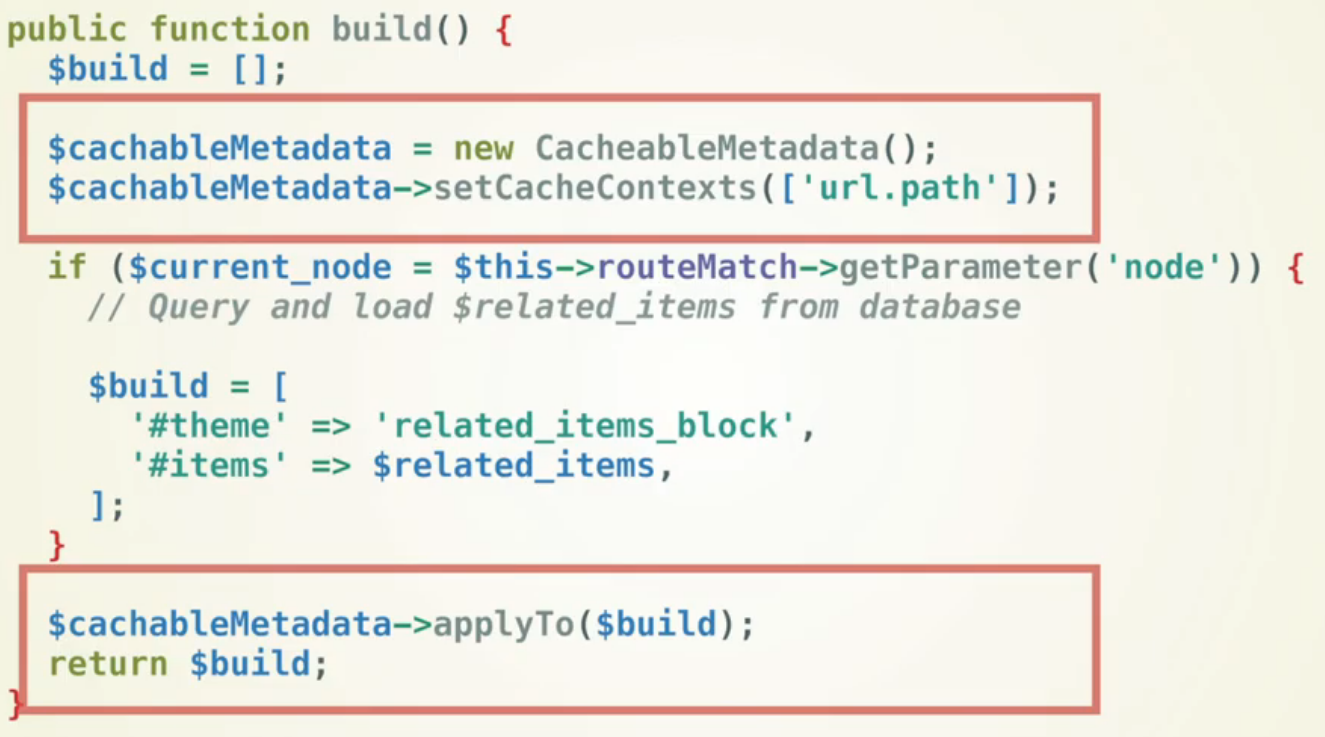 public function build() {
$build = [];
$cachableMetadata = new CacheableMetadata();
$cachableMetadata->setCacheContexts(['url.path']);
if ($current_node = $this->routeMatch->getParameter('node')) {
// Query and load $related_items from database
$build = [
'#theme' => 'related_items_block',
'#items' => $related_items,
];
}
$cachableMetadata->applyTo($build);
return $build;
}